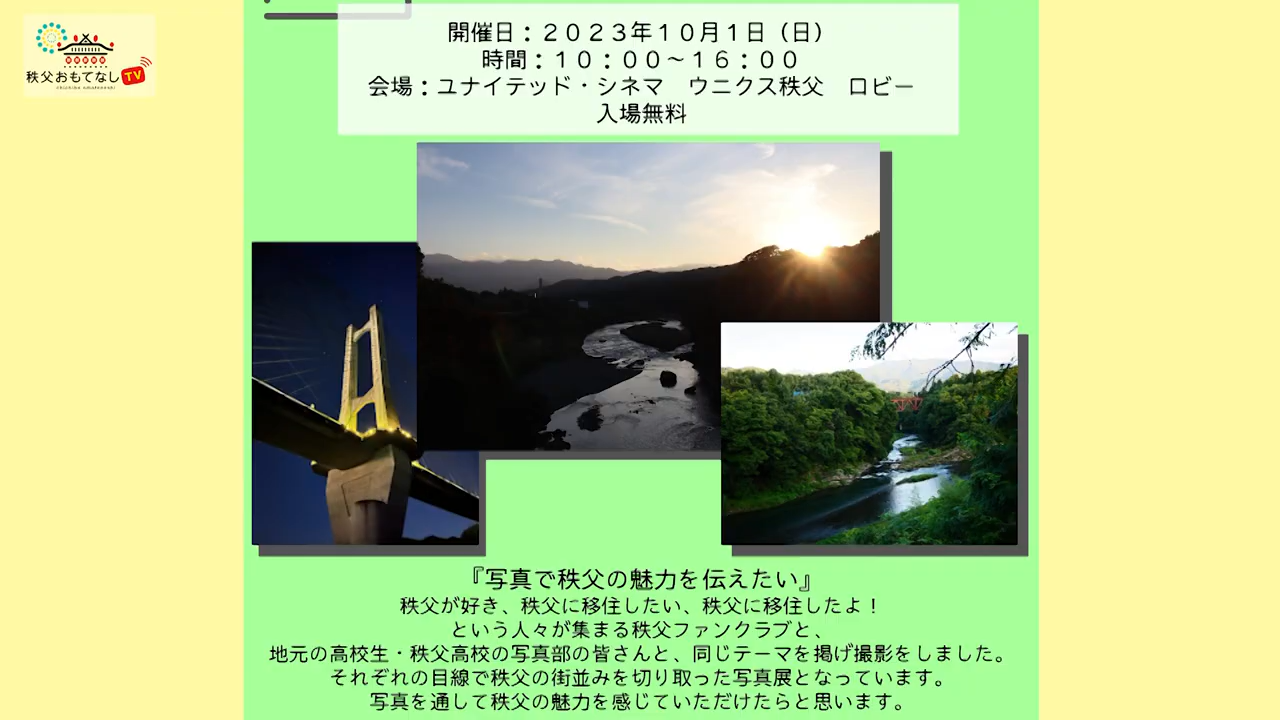 秩父おもてなし
TV
開催日：２０２３年１０月１日（日）
時間：１０：００～１６：００
会場：ユナイテッド・シネマ　ウニクス秩父　ロビー
入場無料
『写真で秩父の魅力を伝えたい』
秩父が好き、秩父に移住したい、秩父に移住したよ！
という人々が集まる秩父ファンクラブと、
地元の高校生・秩父高校の写真部の皆さんと、同じテーマを掲げ撮影をしました。
それぞれの目線で秩父の街並みを切り取った写真展となっています。
写真を通して秩父の魅力を感じていただけたらと思います。